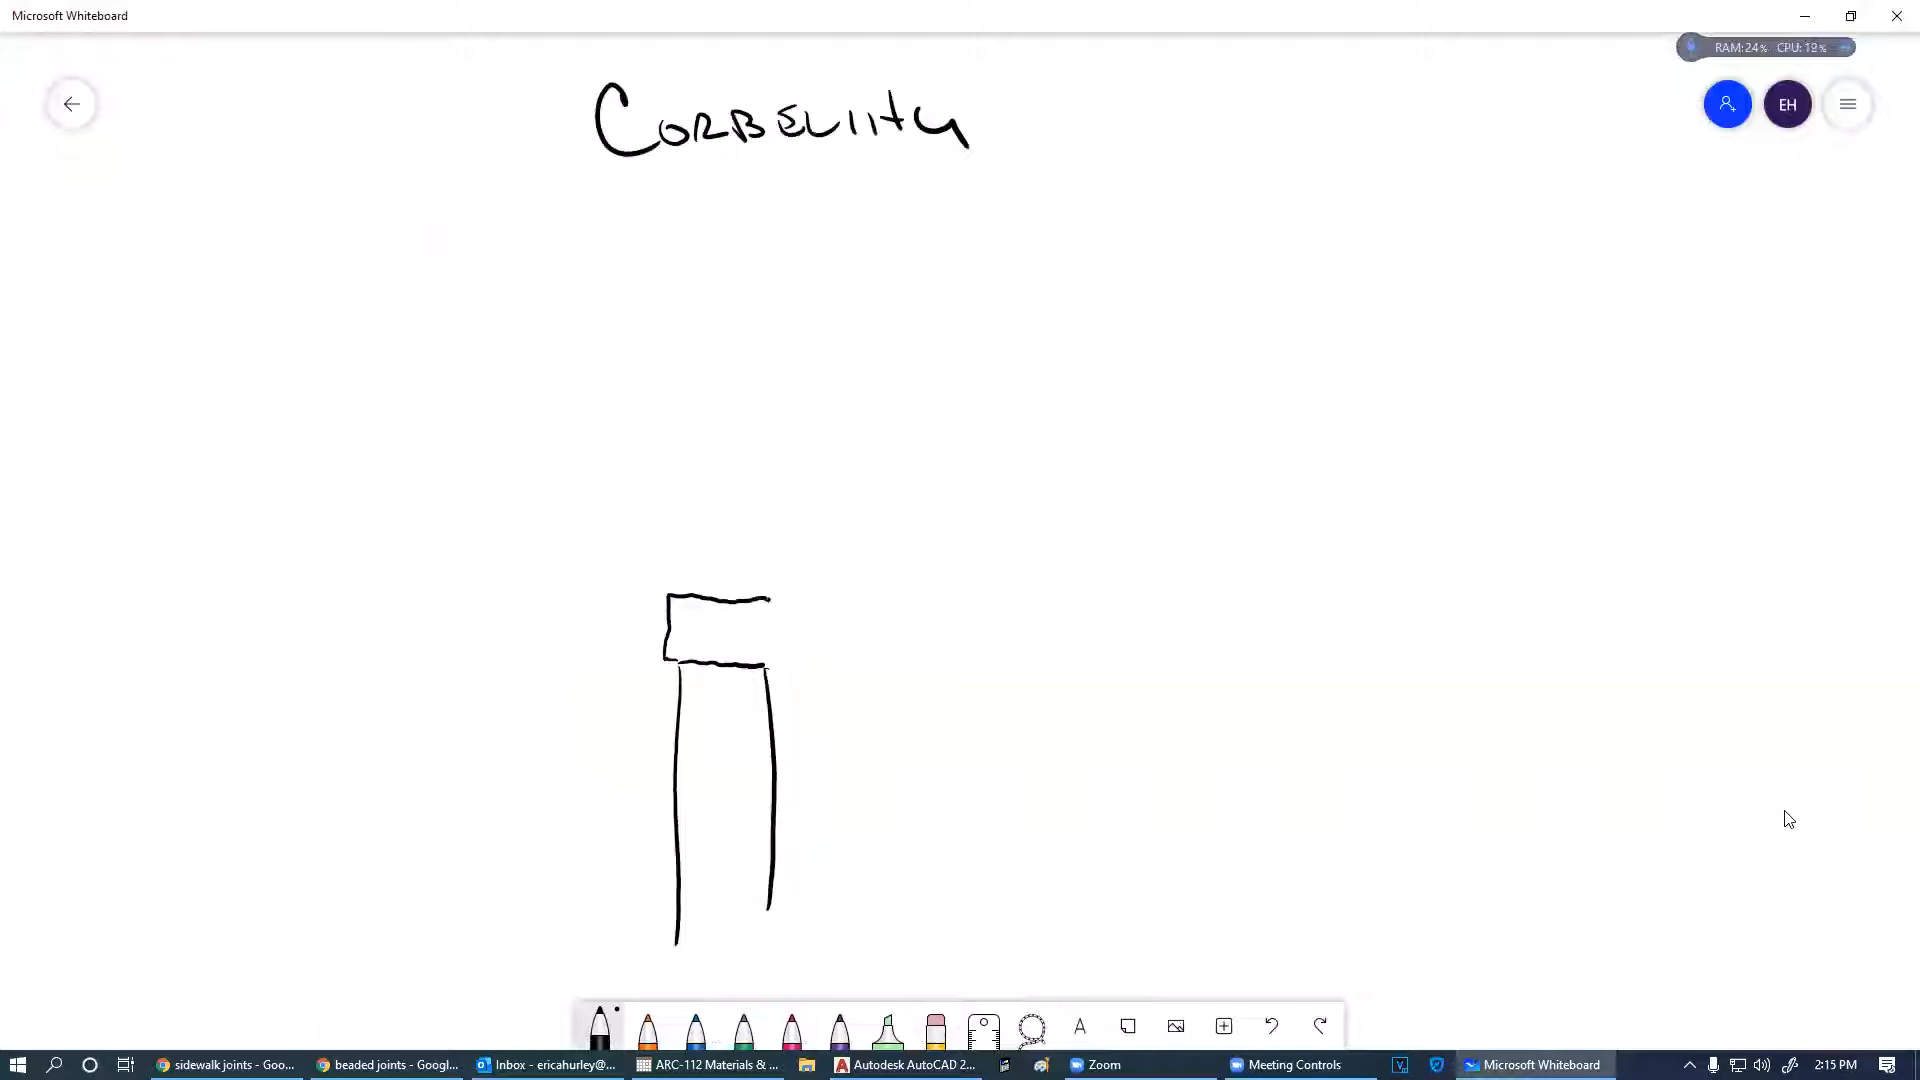 Microsoft Whiteboard
RAM:24% CPU:19%
EH
CORBELING
A
sidewalk joints - Goo...
beaded joints - Googl...
Inbox - ericahurley@...
ARC-112 Materials & ...
Autodesk AutoCAD 2...
Zoom
Meeting Controls
Microsoft Whiteboard
2:15 PM